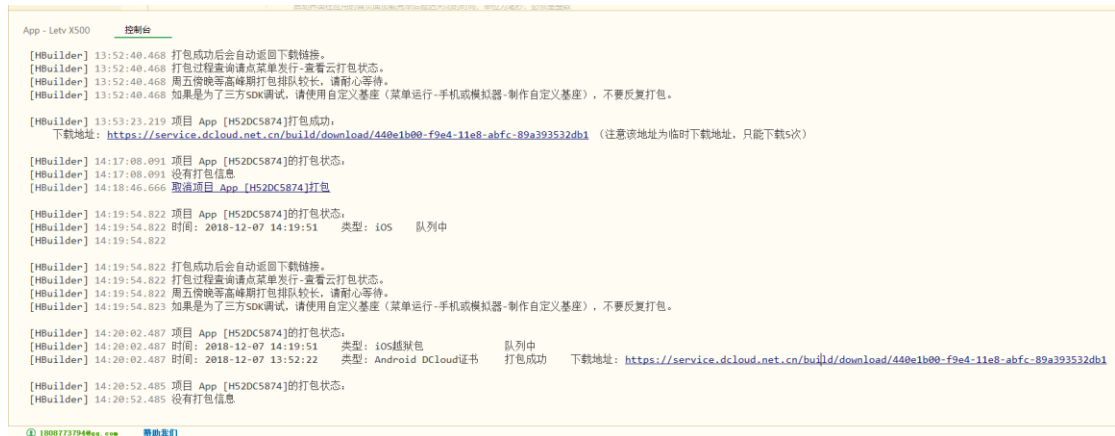 App - Letv X500 控制台
[HBuilder] 13:52:40.468 打包成功后会自动返回下载链接。
[HBuilder] 13:52:40.468 打包过程查询请点菜单发行-查看云打包状态。
[HBuilder] 13:52:40.468 周五傍晚等高峰期打包排队较长，请耐心等待。
[HBuilder] 13:52:40.468 如果是为了三方SDK调试，请使用自定义基座（菜单运行-手机或模拟器-制作自定义基座），不要反复打包。
[HBuilder] 13:53:23.219 项目 App [H52DC5874]打包成功：
下载地址: https://service.dcloud.net.cn/build/download/440e1b00-f9e4-11e8-abfc-89a393532db1 （注意该地址为临时下载地址，只能下载5次）
[HBuilder] 14:17:08.091 项目 App [H52DC5874]的打包状态：
[HBuilder] 14:17:08.091 没有打包信息
[HBuilder] 14:18:46.666 取消项目 App [H52DC5874]打包
[HBuilder] 14:19:54.822 项目 App [H52DC5874]的打包状态：
[HBuilder] 14:19:54.822 时间: 2018-12-07 14:19:51 类型: iOS 队列中
[HBuilder] 14:19:54.822
[HBuilder] 14:19:54.822 打包成功后会自动返回下载链接。
[HBuilder] 14:19:54.822 打包过程查询请点菜单发行-查看云打包状态。
[HBuilder] 14:19:54.822 周五傍晚等高峰期打包排队较长，请耐心等待。
[HBuilder] 14:19:54.823 如果是为了三方SDK调试，请使用自定义基座（菜单运行-手机或模拟器-制作自定义基座），不要反复打包。
[HBuilder] 14:20:02.487 项目 App [H52DC5874]的打包状态：
[HBuilder] 14:20:02.487 时间: 2018-12-07 14:19:51 类型: iOS越狱包 队列中
[HBuilder] 14:20:02.487 时间: 2018-12-07 13:52:22 类型: Android DCloud证书 打包成功 下载地址: https://service.dcloud.net.cn/build/download/440e1b00-f9e4-11e8-abfc-89a393532db1
[HBuilder] 14:20:52.485 项目 App [H52DC5874]的打包状态：
[HBuilder] 14:20:52.485 没有打包信息
1808773794@qq.com 帮助我们